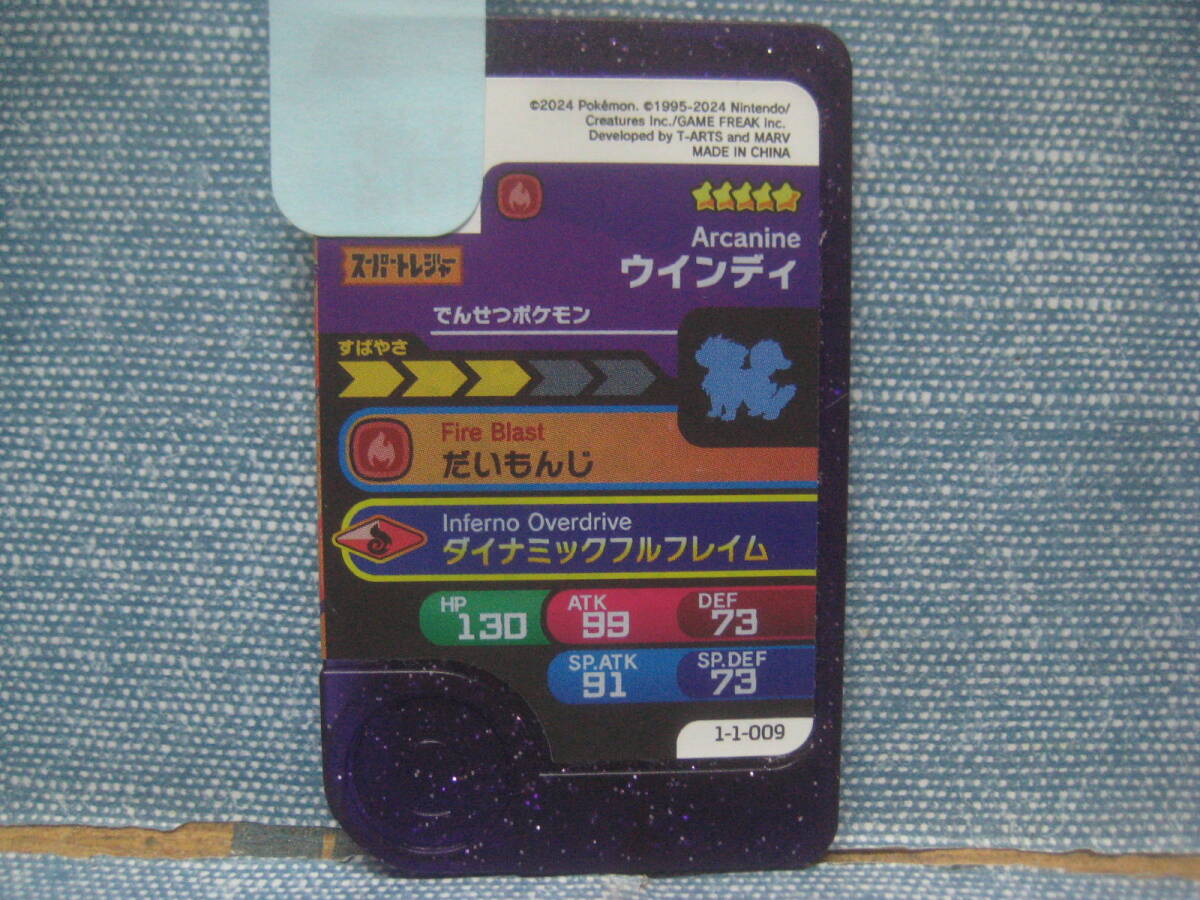 ©2024 Pokémon. ©1995-2024 Nintendo/
Creatures Inc./GAME FREAK inc.
Developed by T-ARTS and MARV
MADE IN CHINA
Arcanine
スーパートレジャー
ウインディ
でんせつポケモン
すばやさ
Fire Blast
だいもんじ
Inferno Overdrive
ダイナミックフルフレイム
HP 130
ATK 99
DEF 73
SP.ATK 91
SP.DEF 73
1-1-009